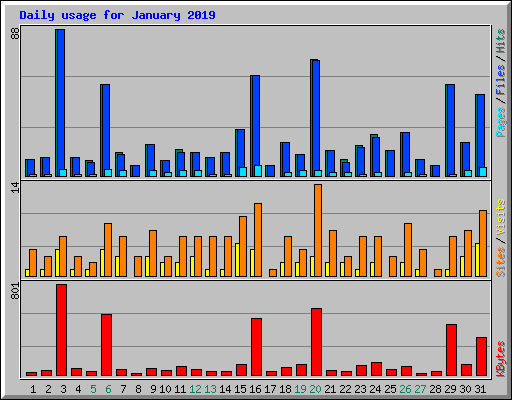 Daily usage for January 2019
88
Pages / Files / Hits
14
Sites / Visits
801
KBytes
1 2 3 4 5 6 7 8 9 10 11 12 13 14 15 16 17 18 19 20 21 22 23 24 25 26 27 28 29 30 31